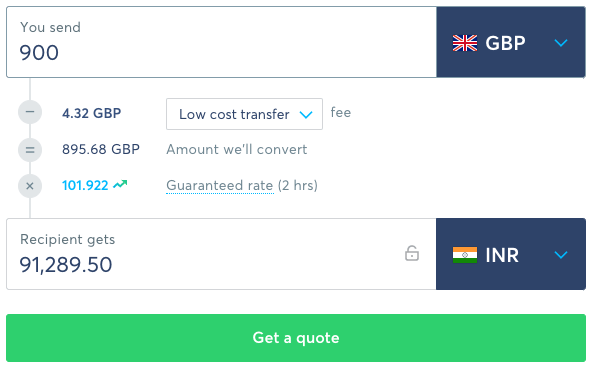 You send
900
GBP
4.32 GBP
Low cost transfer
fee
895.68 GBP
Amount we'll convert
101.922
Guaranteed rate (2 hrs)
Recipient gets
91,289.50
INR
Get a quote